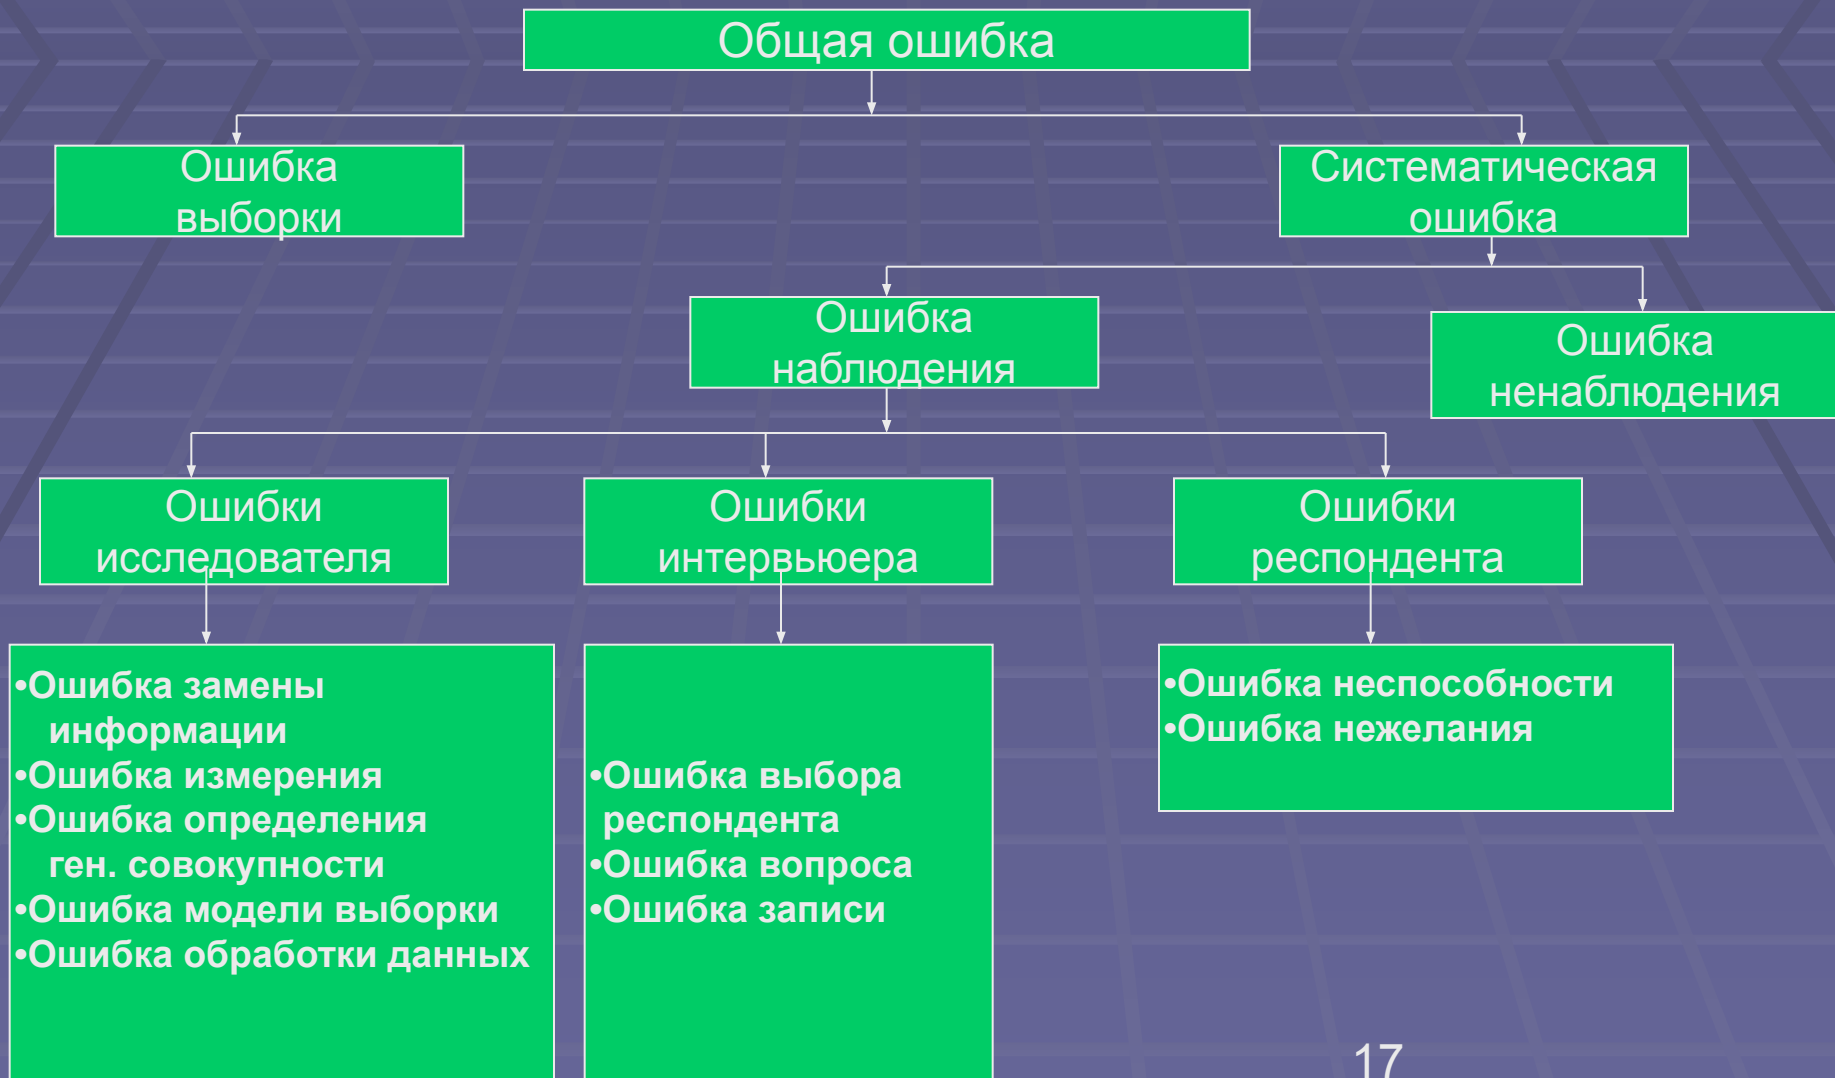 Общая ошибка
Ошибка
выборки
Систематическая
ошибка
Ошибка
наблюдения
Ошибка
ненаблюдения
Ошибки
исследователя
Ошибки
интервьюера
Ошибки
респондента
•Ошибка замены
информации
•Ошибка измерения
•Ошибка определения
ген. совокупности
•Ошибка модели выборки
•Ошибка обработки данных
•Ошибка выбора
респондента
•Ошибка вопроса
•Ошибка записи
•Ошибка неспособности
•Ошибка нежелания
17